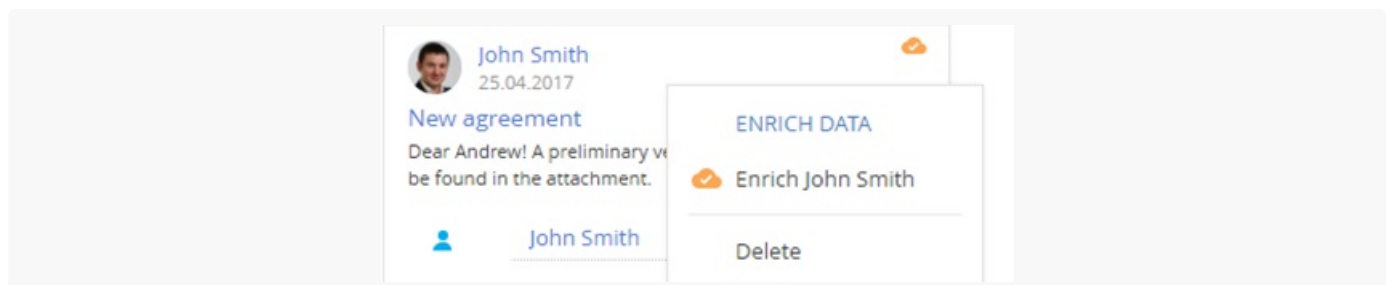 John Smith
25.04.2017
New agreement
Dear Andrew! A preliminary
be found in the attachment.
John Smith
ENRICH DATA
Enrich John Smith
Delete